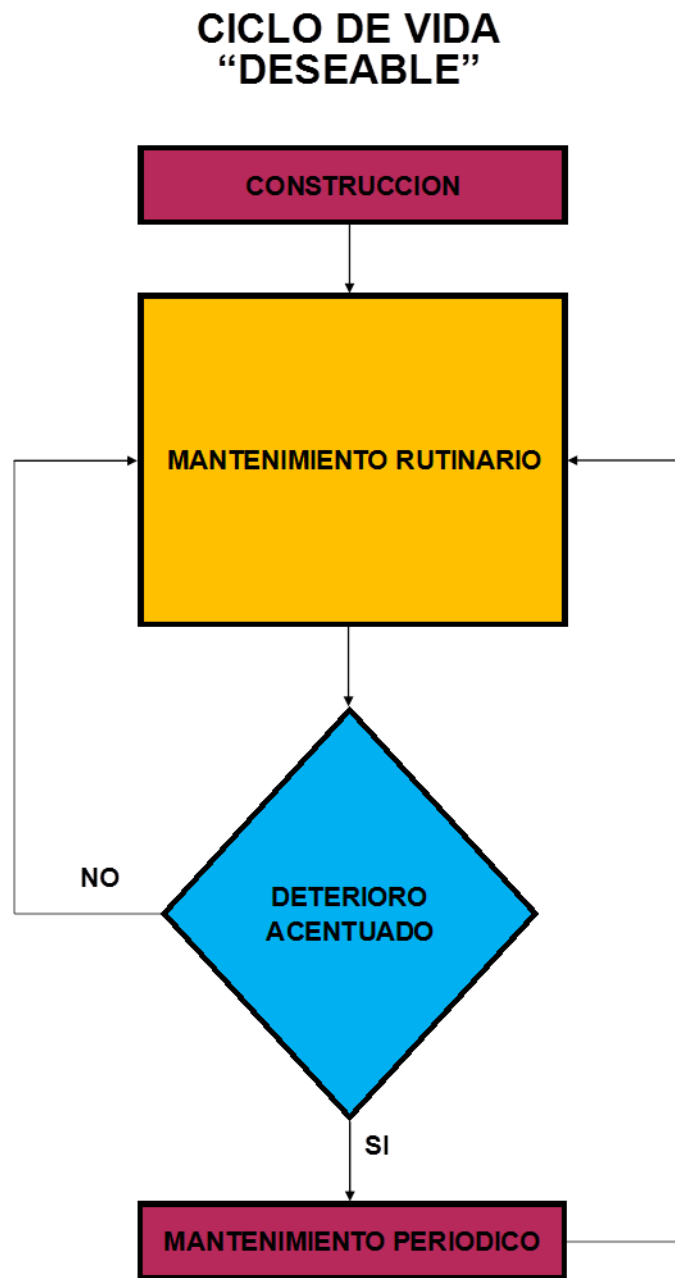 CICLO DE VIDA
“DESEABLE”
CONSTRUCCION
MANTENIMIENTO RUTINARIO
NO
DETERIORO
ACENTUADO
SI
MANTENIMIENTO PERIODICO